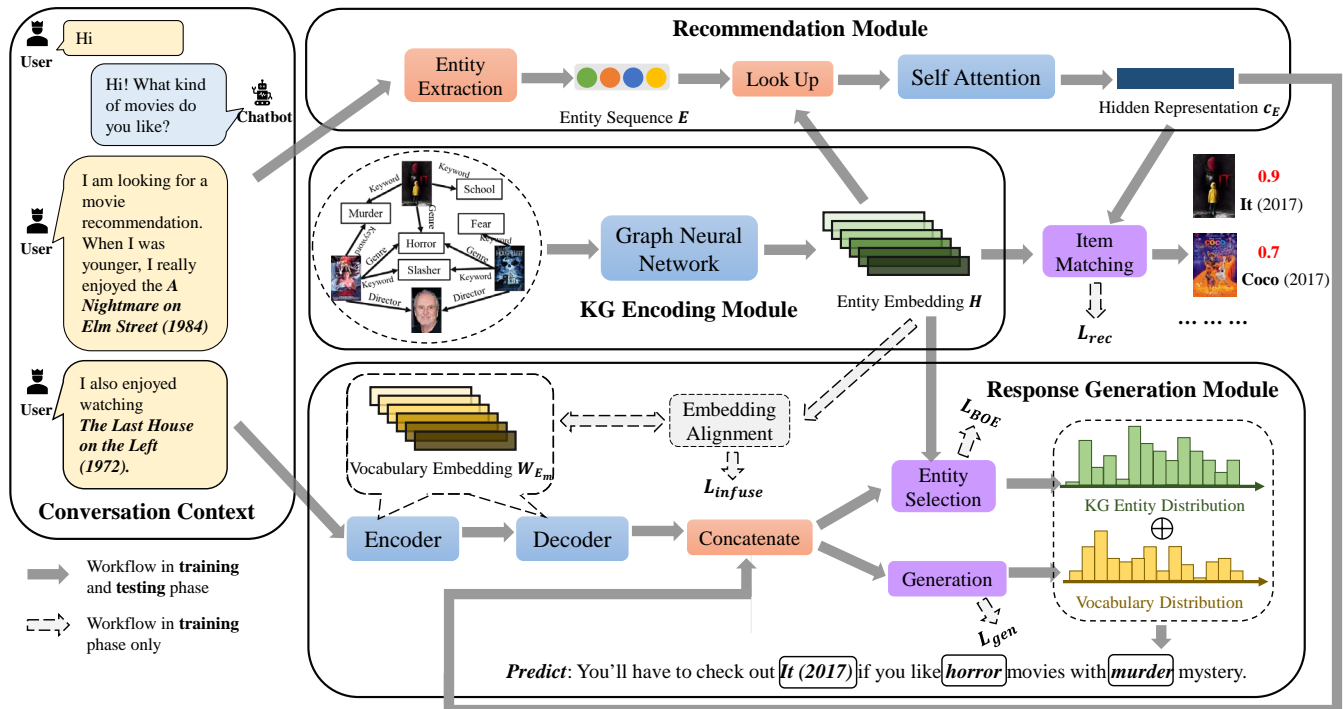 Hi
User
Hi! What kind
of movies do
you like?
Chatbot
I am looking for a
movie
recommendation.
When I was
younger, I really
enjoyed the A
Nightmare on
Elm Street (1984)
User
I also enjoyed
watching
The Last House
on the Left
(1972).
User
Conversation Context
Workflow in training
and testing phase
Workflow in training
phase only
Recommendation Module
Entity
Extraction
Entity Sequence E
Look Up
Self Attention
Hidden Representation c_E
Keyword
Keyword
School
Murder
Genre
Fear
Keyword
Keyword
Horror
Genre
Genre
Slasher
Keyword
Keyword
Director
Director
Graph Neural
Network
KG Encoding Module
Entity Embedding H
Item
Matching
L_rec
IT
0.9
It (2017)
COCO
0.7
Coco (2017)
... ... ...
Response Generation Module
Vocabulary Embedding W_{E_m}
Embedding
Alignment
L_infuse
L_BOE
Entity
Selection
KG Entity Distribution
⊕
Vocabulary Distribution
Encoder
Decoder
Concatenate
Generation
L_gen
Predict: You'll have to check out It (2017) if you like horror movies with murder mystery.